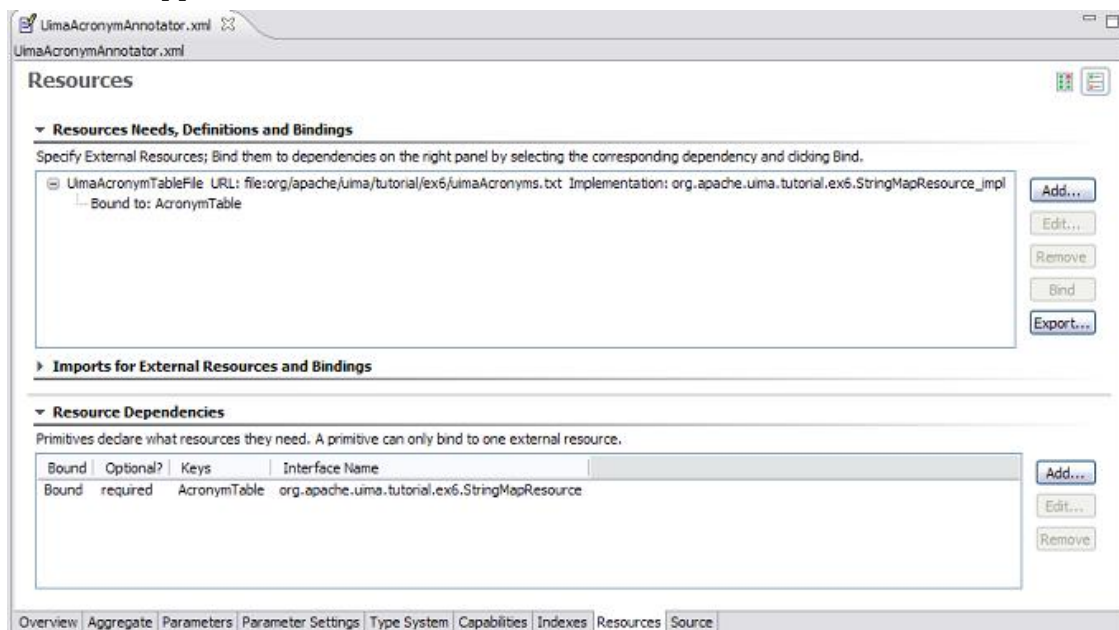 UimaAcronymAnnotator.xml
UimaAcronymAnnotator.xml
Resources
Resources Needs, Definitions and Bindings
Specify External Resources; Bind them to dependencies on the right panel by selecting the corresponding dependency and clicking Bind.
UimaAcronymTableFile URL: file:org/apache/uima/tutorial/ex6/uimaAcronyms.txt Implementation: org.apache.uima.tutorial.ex6.StringMapResource_impl
Bound to: AcronymTable
Add...
Edit...
Remove
Bind
Export...
Imports for External Resources and Bindings
Resource Dependencies
Primitives declare what resources they need. A primitive can only bind to one external resource.
Bound Optional? Keys Interface Name
Bound required AcronymTable org.apache.uima.tutorial.ex6.StringMapResource
Add...
Edit...
Remove
Overview Aggregate Parameters Parameter Settings Type System Capabilities Indexes Resources Source